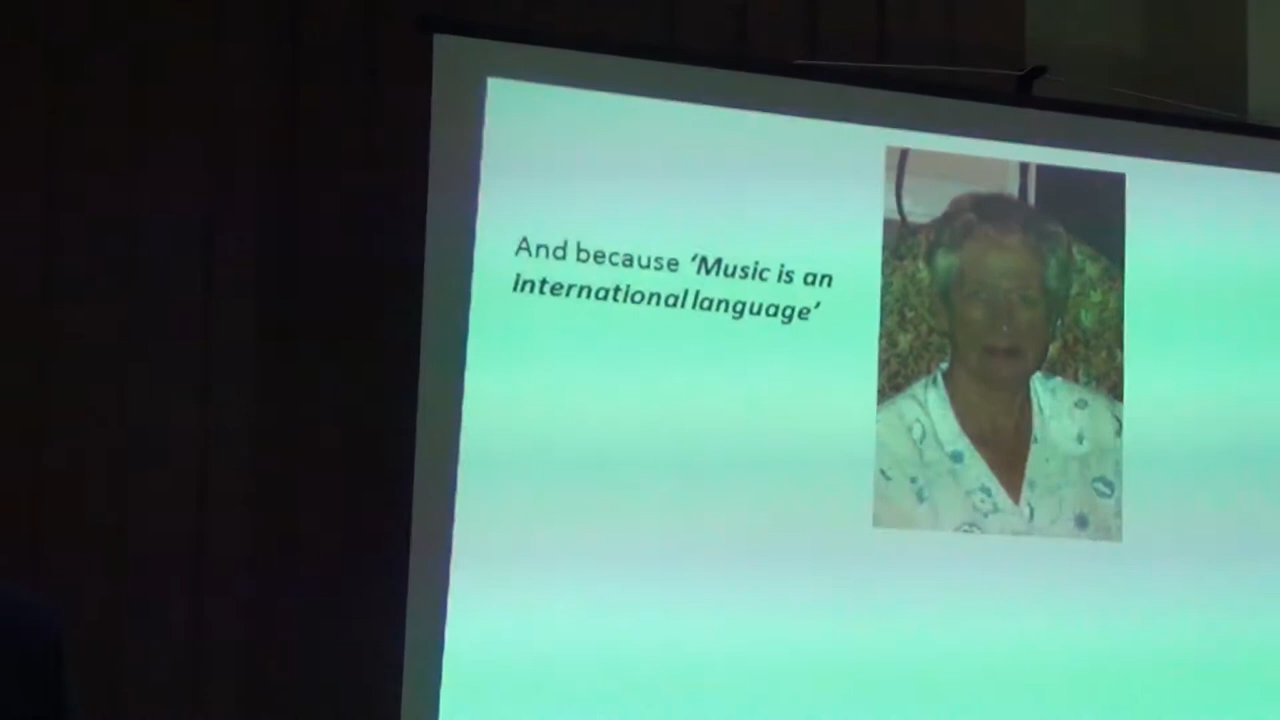 And because ‘Music is an
international language’